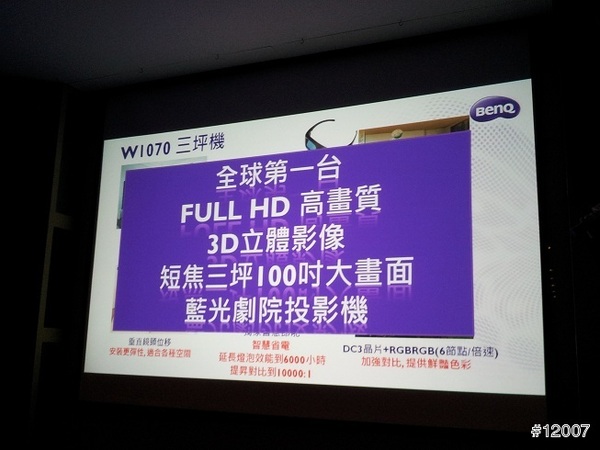 BenQ
W1070 三坪機
全球第一台
FULL HD 高畫質
3D立體影像
短焦三坪100吋大畫面
藍光劇院投影機
垂直鏡頭位移
安裝更彈性, 適合各種空間
智慧省電
延長燈泡效能到6000小時
提昇對比到10000:1
DC3晶片+RGBRGB(6節點/倍速)
加強對比, 提供鮮豔色彩
#12007